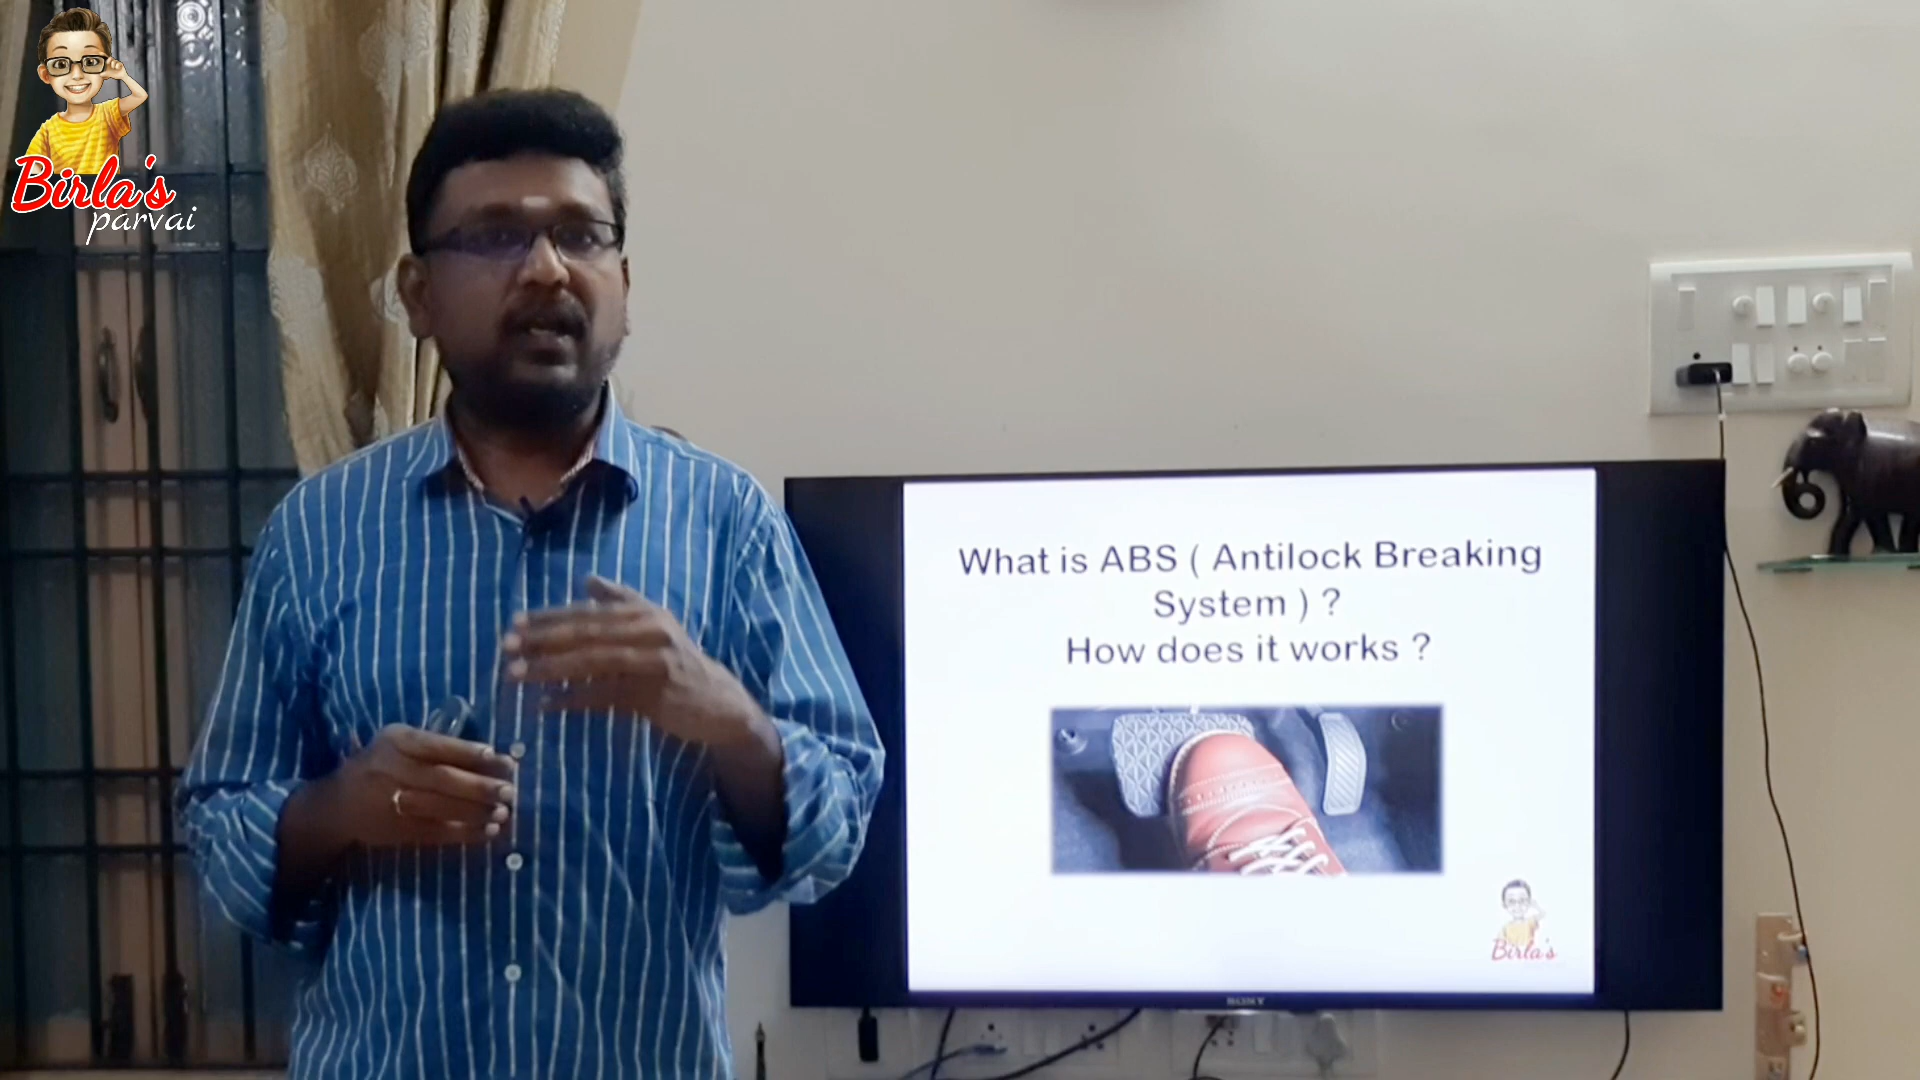 Birla's
parvai
What is ABS ( Antilock Breaking
System ) ?
How does it works ?
Birla's
SONY